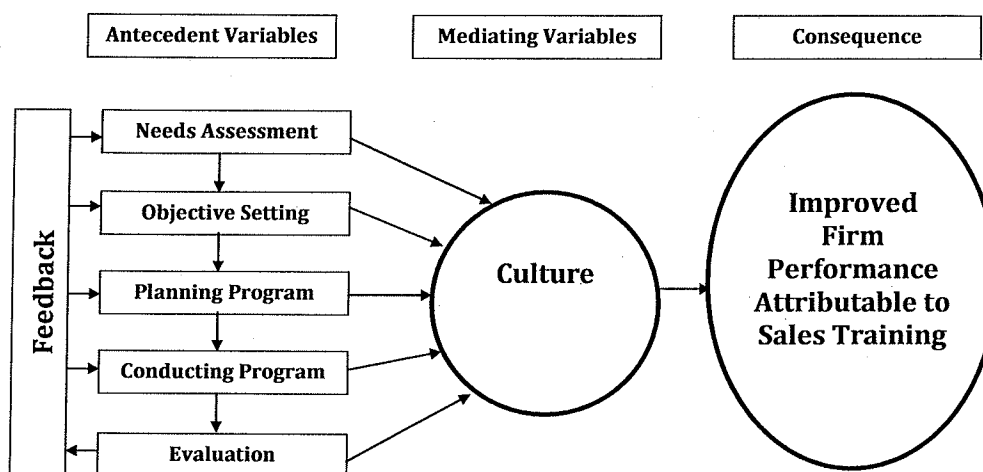 Antecedent Variables
Mediating Variables
Consequence
Feedback
Needs Assessment
Objective Setting
Planning Program
Conducting Program
Evaluation
Culture
Improved
Firm
Performance
Attributable to
Sales Training